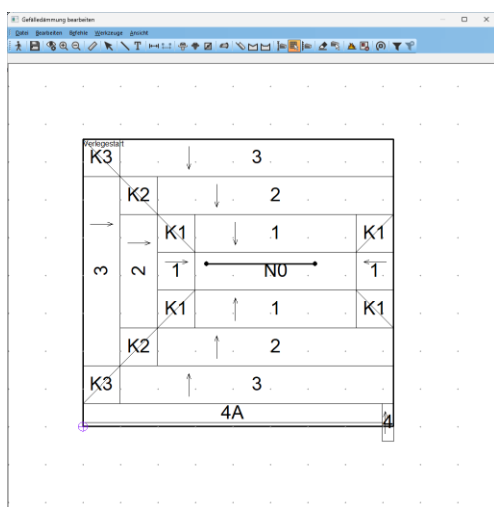 Gefälledämmung bearbeiten
Datei Bearbeiten Befehle Werkzeuge Ansicht
Verlegestart
K3 3
K2 2
K1 1 K1
3 2 1 N0 1
K1 1 K1
K2 2
K3 3
4A 4